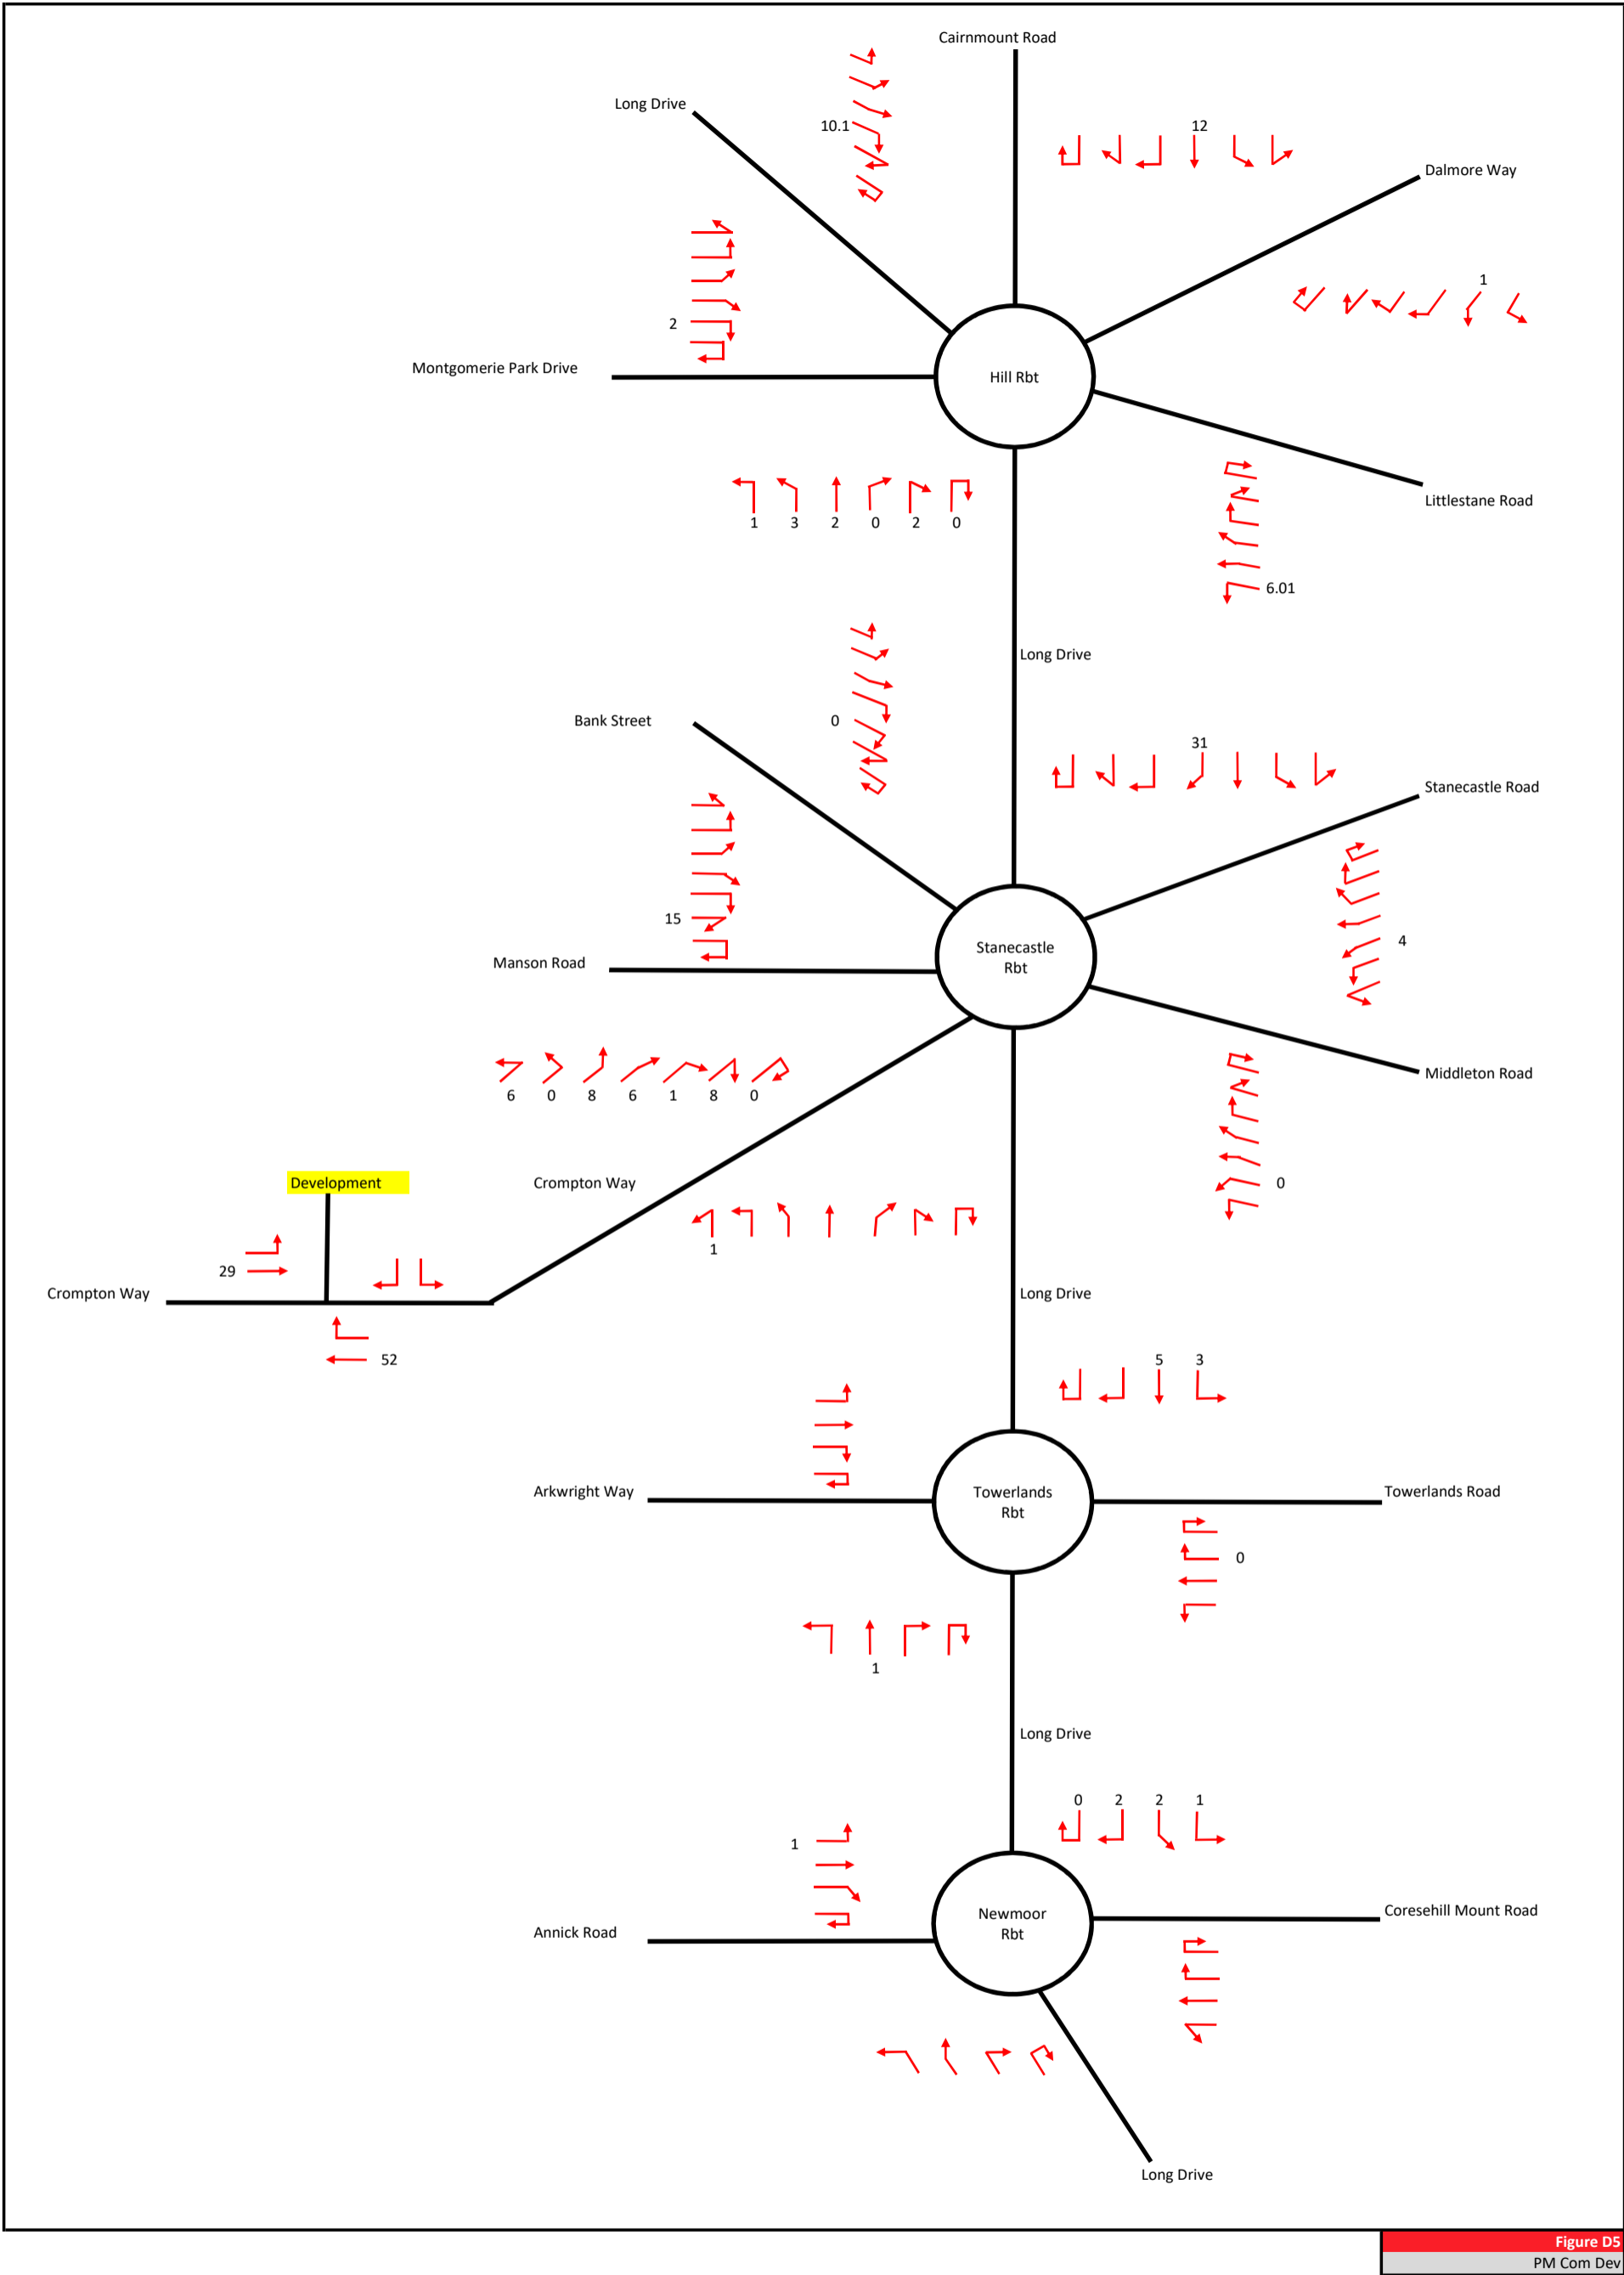 Cairnmount Road
Long Drive
10.1
12
Dalmore Way
1
2
Montgomerie Park Drive
Hill Rbt
Littlestane Road
1 3 2 0 2 0
6.01
Long Drive
Bank Street
0
31
Stanecastle Road
15
4
Stanecastle
Rbt
Manson Road
Middleton Road
6 0 8 6 1 8 0
Development
Crompton Way
0
1
29
Crompton Way
Long Drive
52
5 3
Arkwright Way
Towerlands
Rbt
Towerlands Road
0
1
Long Drive
0 2 2 1
1
Newmoor
Rbt
Coresehill Mount Road
Annick Road
Long Drive
Figure D5
PM Com Dev